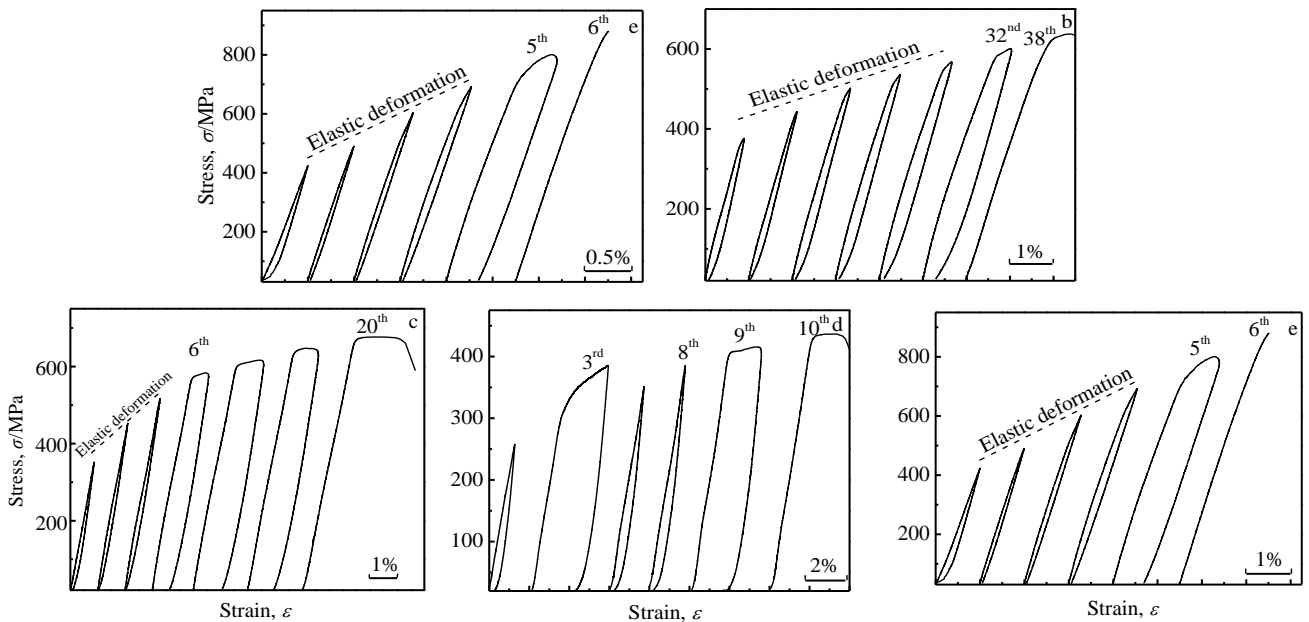 6th e
5th
Elastic deformation
800
600
400
200
Stress, σ/MPa
0.5%
32nd 38th b
Elastic deformation
600
400
200
1%
20th c
6th
Elastic deformation
600
400
200
Stress, σ/MPa
1%
Strain, ε
10th d
9th
8th
3rd
400
300
200
100
2%
6th e
5th
Elastic deformation
800
600
400
200
1%
Strain, ε